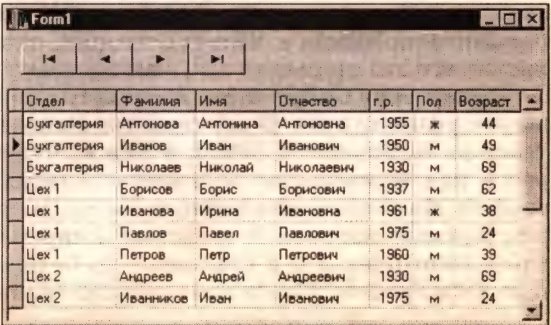 Form1
Отдел Фамилия Имя Отчество г.р. Пол Возраст
Бухгалтерия Антонова Антонина Антоновна 1955 ж 44
Бухгалтерия Иванов Иван Иванович 1950 м 49
Бухгалтерия Николаев Николай Николаевич 1930 м 69
Цех 1 Борисов Борис Борисович 1937 м 62
Цех 1 Иванова Ирина Ивановна 1961 ж 38
Цех 1 Павлов Павел Павлович 1975 м 24
Цех 1 Петров Петр Петрович 1960 м 39
Цех 2 Андреев Андрей Андреевич 1930 м 69
Цех 2 Иванников Иван Иванович 1975 м 24